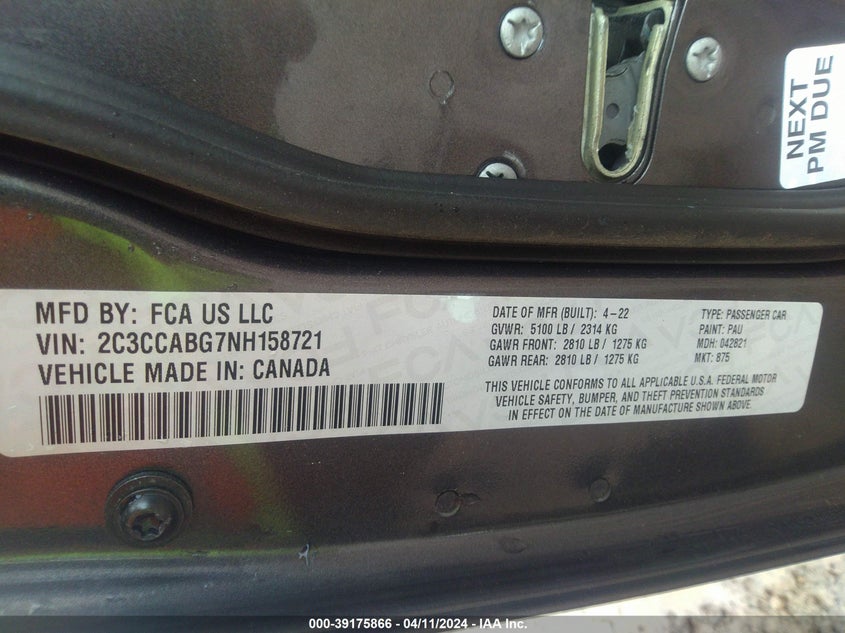 NEXT
PM DUE
MFD BY: FCA US LLC
VIN: 2C3CCABG7NH158721
VEHICLE MADE IN: CANADA
DATE OF MFR (BUILT): 4-22
GVWR: 5100 LB / 2314 KG
GAWR FRONT: 2810 LB / 1275 KG
GAWR REAR: 2810 LB / 1275 KG
TYPE: PASSENGER CAR
PAINT: PAU
MDH: 042821
MKT: 875
THIS VEHICLE CONFORMS TO ALL APPLICABLE U.S.A. FEDERAL MOTOR
VEHICLE SAFETY, BUMPER, AND THEFT PREVENTION STANDARDS
IN EFFECT ON THE DATE OF MANUFACTURE SHOWN ABOVE.
000-39175866 - 04/11/2024 - IAA Inc.